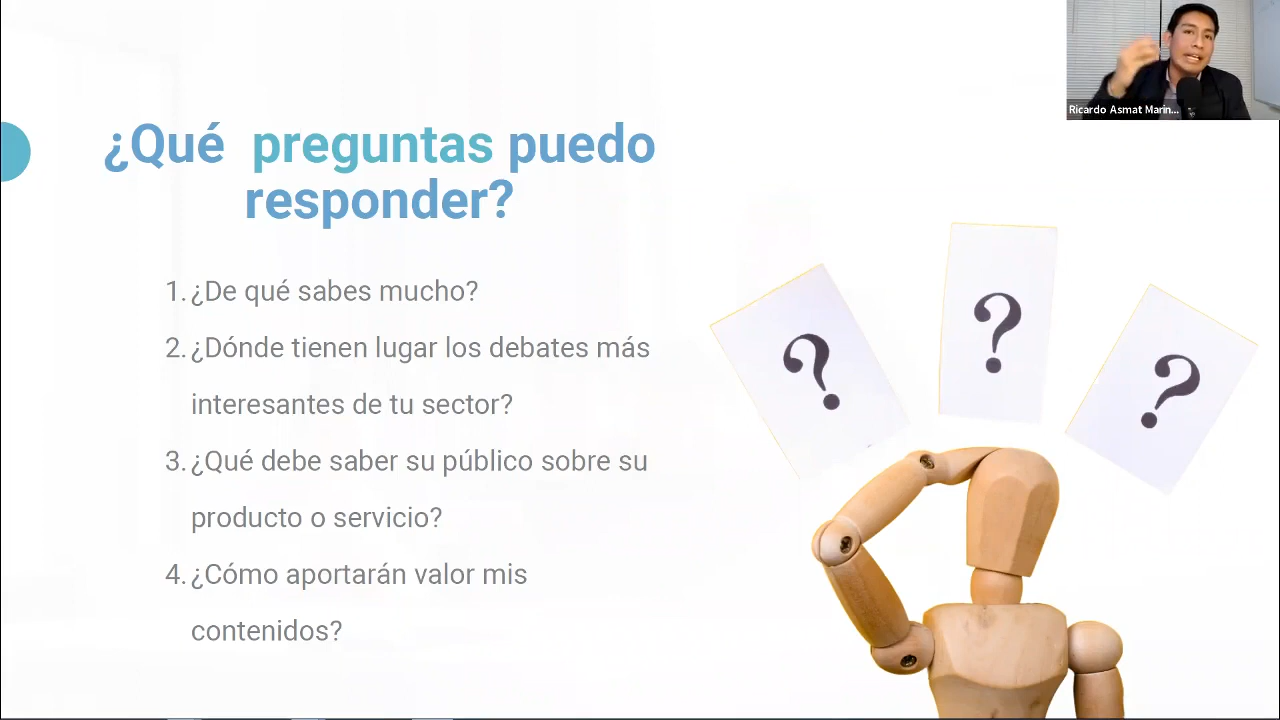 Ricardo Asmat Marin...
¿Qué preguntas puedo
responder?
1. ¿De qué sabes mucho?
2. ¿Dónde tienen lugar los debates más
interesantes de tu sector?
3. ¿Qué debe saber su público sobre su
producto o servicio?
4. ¿Cómo aportarán valor mis
contenidos?
?
?
?